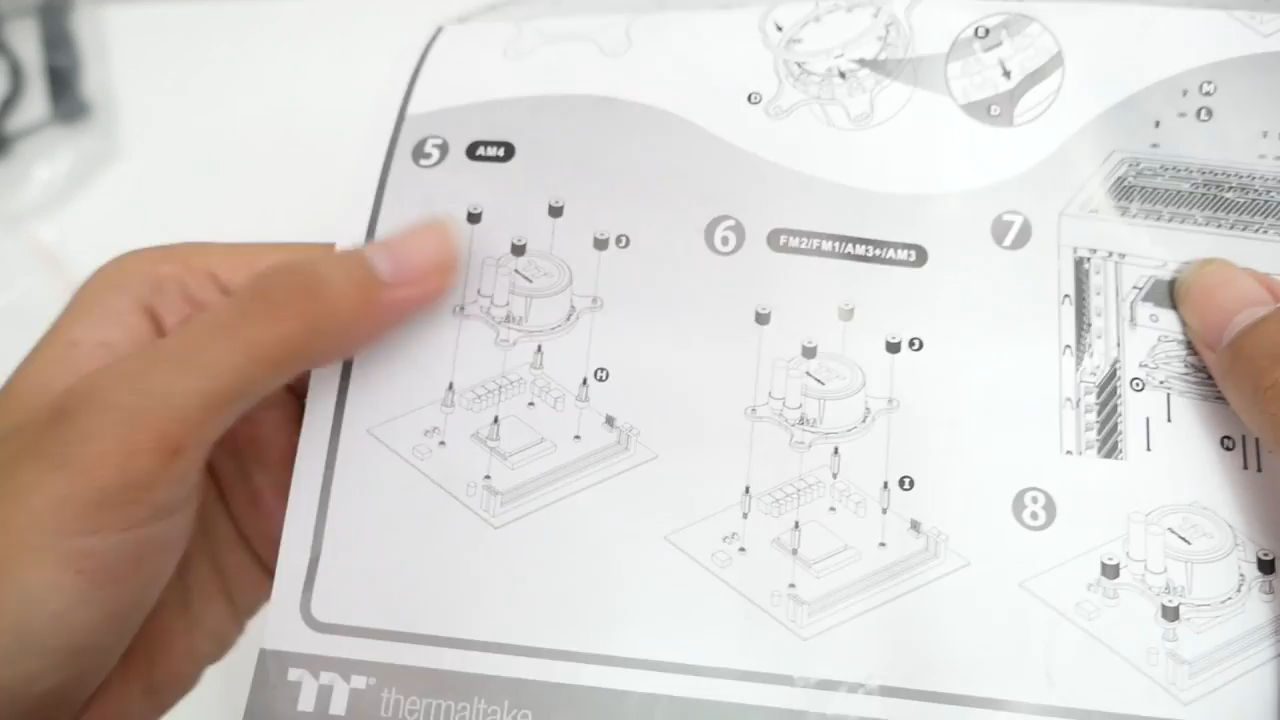 B
D
D
M
L
5 AM4
J
H
6 FM2/FM1/AM3+/AM3
J
I
7
O
N
8
thermaltake